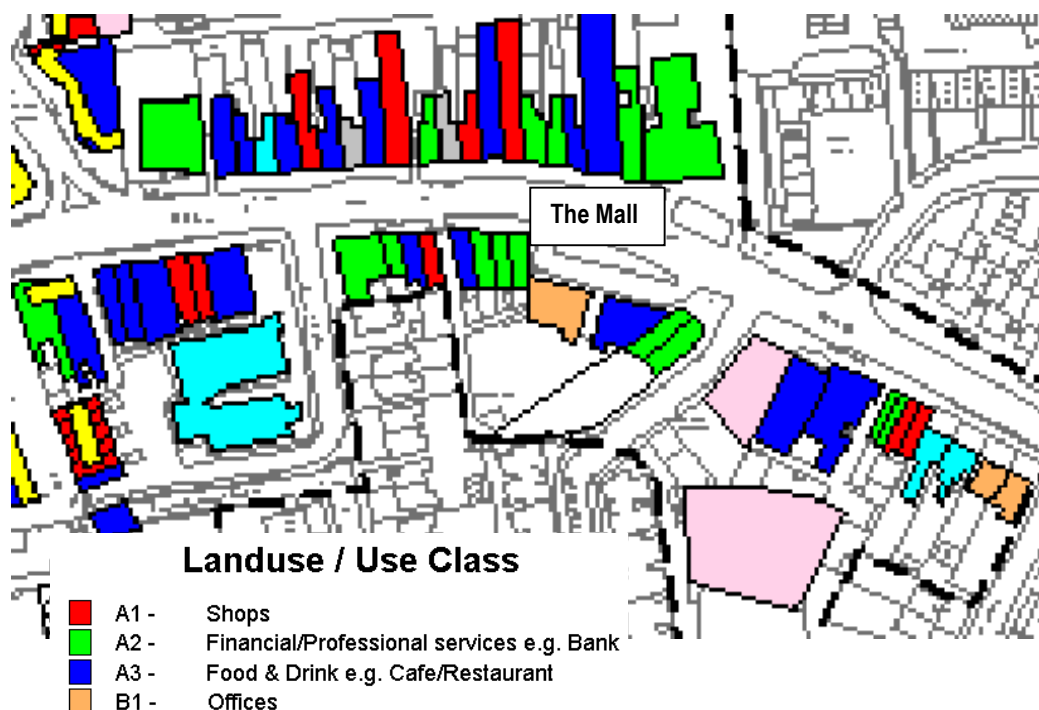 The Mall
Landuse / Use Class
A1 - Shops
A2 - Financial/Professional services e.g. Bank
A3 - Food & Drink e.g. Cafe/Restaurant
B1 - Offices